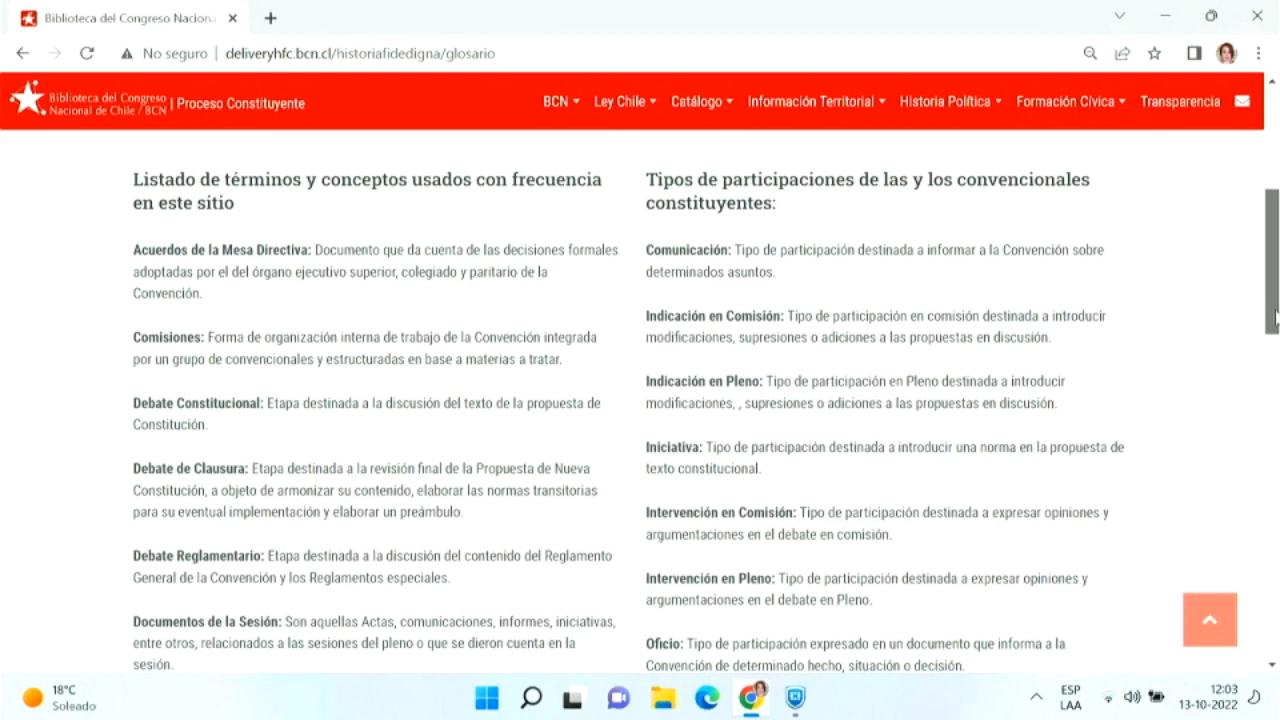 Biblioteca del Congreso Naciona
No seguro | deliveryhfc.bcn.cl/historiafidedigna/glosario
Biblioteca del Congreso
Nacional de Chile / BCN
| Proceso Constituyente
BCN
Ley Chile
Catálogo
Información Territorial
Historia Política
Formación Cívica
Transparencia
Listado de términos y conceptos usados con frecuencia
en este sitio
Acuerdos de la Mesa Directiva: Documento que da cuenta de las decisiones formales
adoptadas por el del órgano ejecutivo superior, colegiado y paritario de la
Convención.
Comisiones: Forma de organización interna de trabajo de la Convención integrada
por un grupo de convencionales y estructuradas en base a materias a tratar.
Debate Constitucional: Etapa destinada a la discusión del texto de la propuesta de
Constitución.
Debate de Clausura: Etapa destinada a la revisión final de la Propuesta de Nueva
Constitución, a objeto de armonizar su contenido, elaborar las normas transitorias
para su eventual implementación y elaborar un preámbulo.
Debate Reglamentario: Etapa destinada a la discusión del contenido del Reglamento
General de la Convención y los Reglamentos especiales.
Documentos de la Sesión: Son aquellas Actas, comunicaciones, informes, iniciativas,
entre otros, relacionados a las sesiones del pleno o que se dieron cuenta en la
sesión.
Tipos de participaciones de las y los convencionales
constituyentes:
Comunicación: Tipo de participación destinada a informar a la Convención sobre
determinados asuntos.
Indicación en Comisión: Tipo de participación en comisión destinada a introducir
modificaciones, supresiones o adiciones a las propuestas en discusión.
Indicación en Pleno: Tipo de participación en Pleno destinada a introducir
modificaciones, , supresiones o adiciones a las propuestas en discusión.
Iniciativa: Tipo de participación destinada a introducir una norma en la propuesta de
texto constitucional.
Intervención en Comisión: Tipo de participación destinada a expresar opiniones y
argumentaciones en el debate en comisión.
Intervención en Pleno: Tipo de participación destinada a expresar opiniones y
argumentaciones en el debate en Pleno.
Oficio: Tipo de participación expresado en un documento que informa a la
Convención de determinado hecho, situación o decisión.
18°C
Soleado
ESP
LAA
12:03
13-10-2022